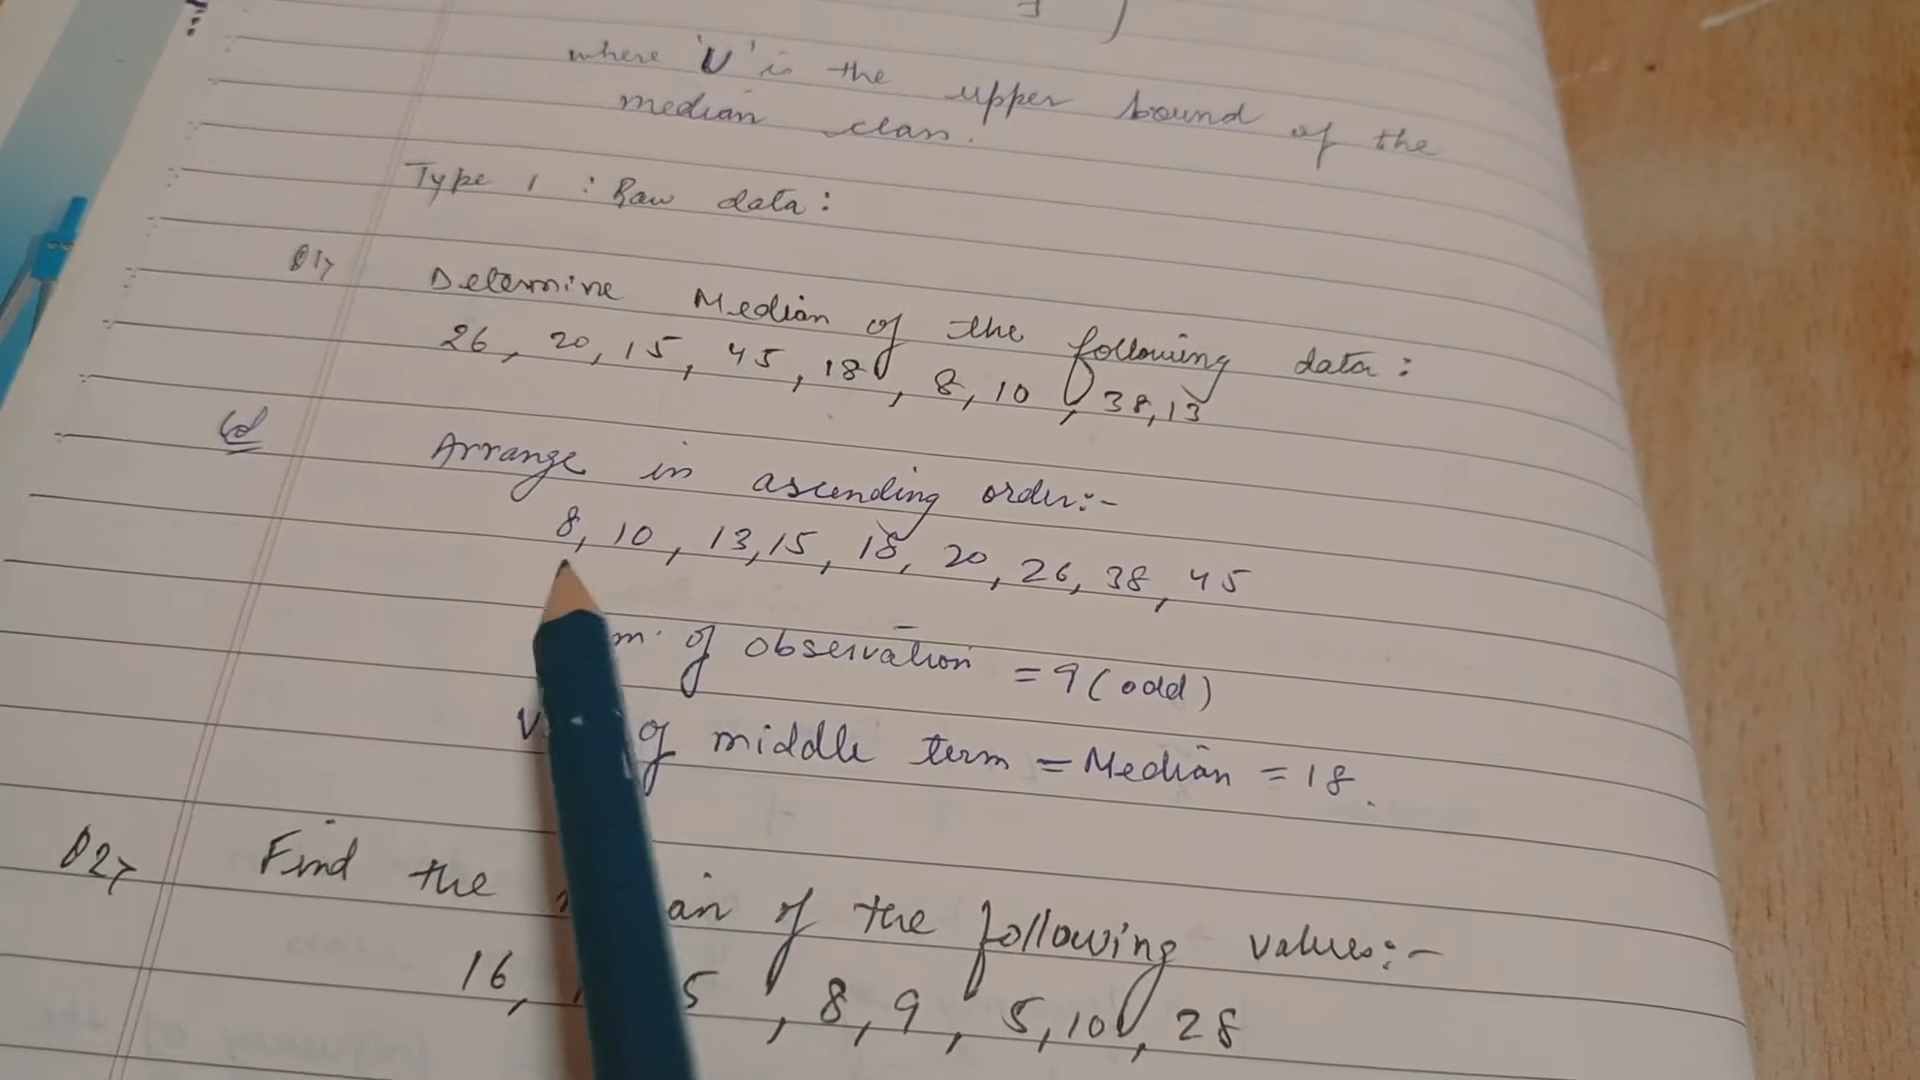 where 'U' is the upper bound of the
median class.
Type 1 : Raw data :
Q1> Determine Median of the following data :
26, 20, 15, 45, 18, 8, 10, 38, 13
Sol Arrange in ascending order:-
8, 10, 13, 15, 18, 20, 26, 38, 45
of observation = 9 (odd)
of middle term = Median = 18.
Q2> Find the of the following values:-
16, 8, 9, 5, 10, 28